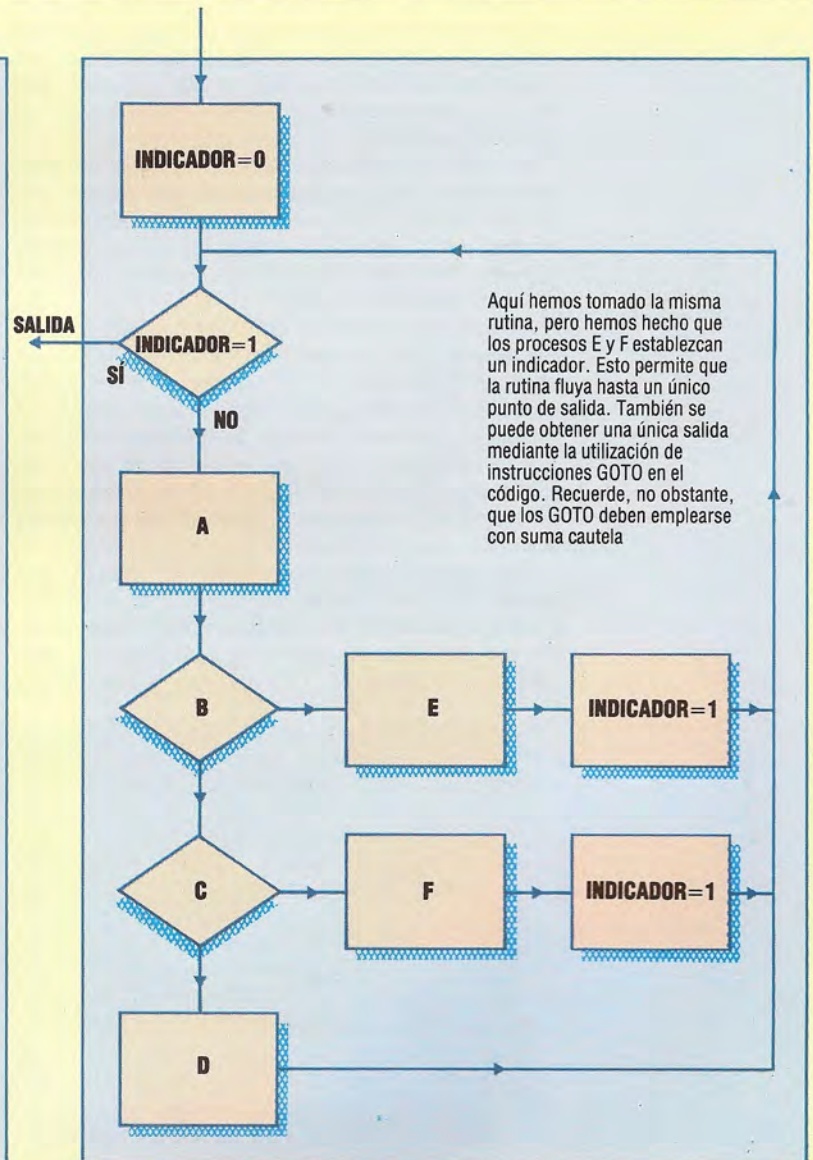 INDICADOR=0
SALIDA
INDICADOR=1
SÍ
NO
Aquí hemos tomado la misma
rutina, pero hemos hecho que
los procesos E y F establezcan
un indicador. Esto permite que
la rutina fluya hasta un único
punto de salida. También se
puede obtener una única salida
mediante la utilización de
instrucciones GOTO en el
código. Recuerde, no obstante,
que los GOTO deben emplearse
con suma cautela
A
B
E
INDICADOR=1
C
F
INDICADOR=1
D